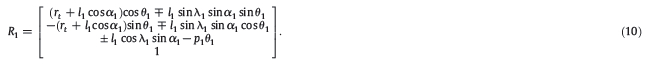 (r_t + l_1 cos α_1)cos θ_1 ∓ l_1 sin λ_1 sin α_1 sin θ_1
R_1 = −(r_t + l_1 cos α_1)sin θ_1 ∓ l_1 sin λ_1 sin α_1 cos θ_1 . (10)
± l_1 cos λ_1 sin α_1 − p_1 θ_1
1